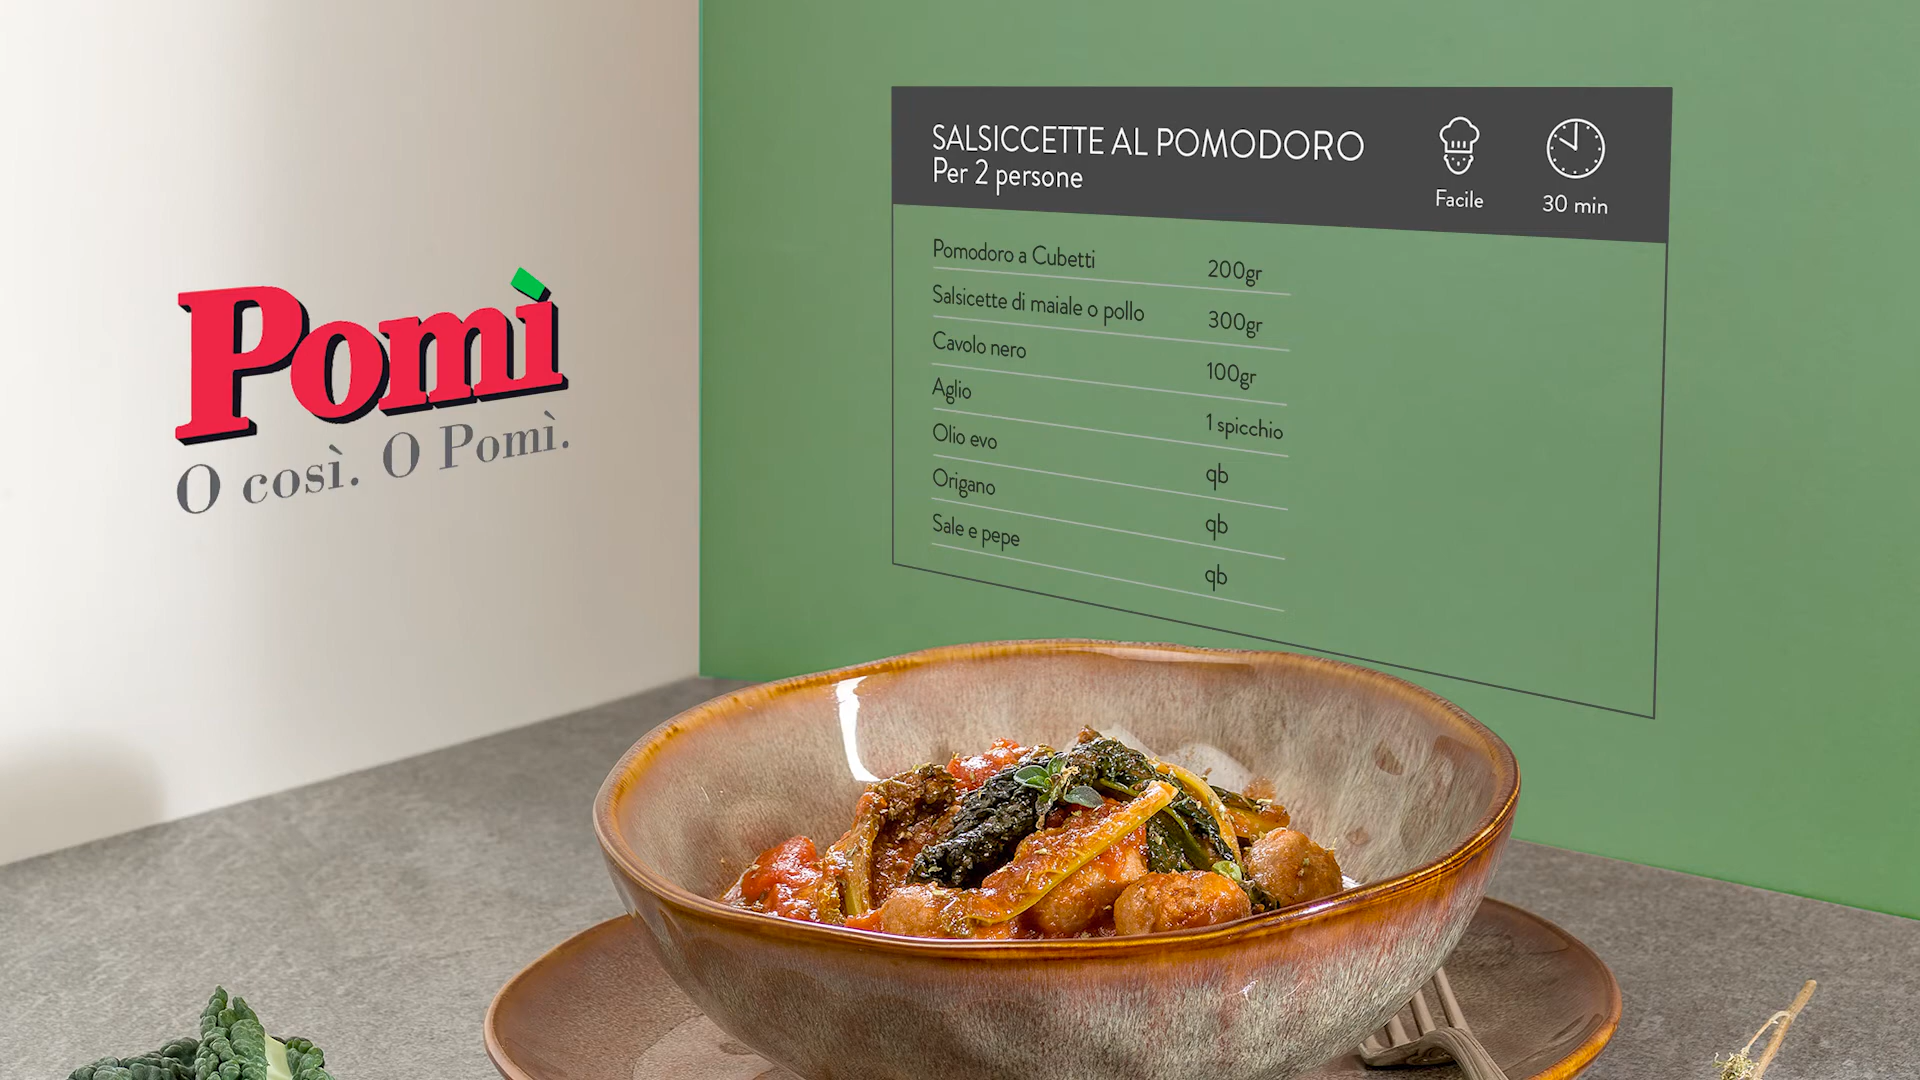 Pomì
O così. O Pomì.
SALSICCETTE AL POMODORO
Per 2 persone
Facile
30 min
Pomodoro a Cubetti 200gr
Salsicette di maiale o pollo 300gr
Cavolo nero 100gr
Aglio 1 spicchio
Olio evo qb
Origano qb
Sale e pepe qb